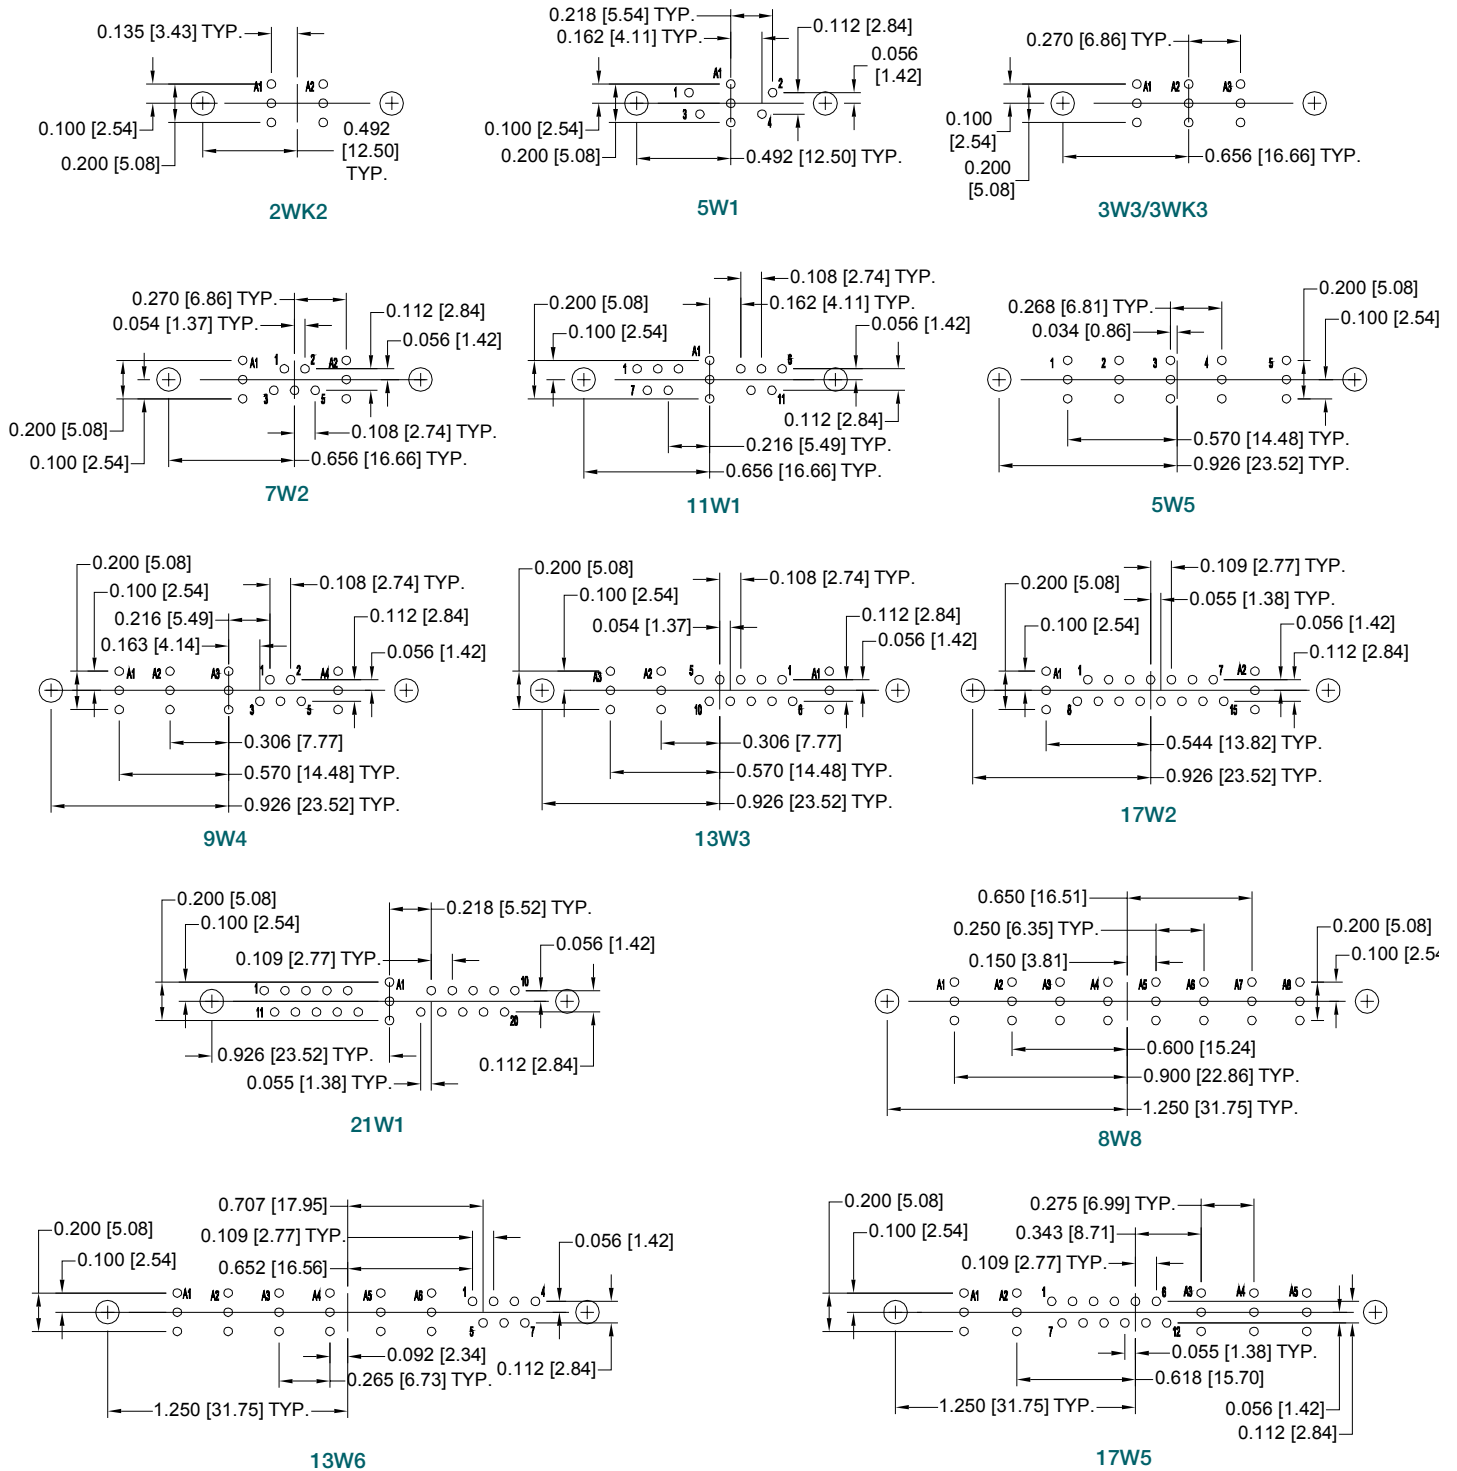 0.135 [3.43] TYP.
A1
A2
0.100 [2.54]
0.200 [5.08]
0.492
[12.50]
TYP.
2WK2
0.218 [5.54] TYP.
0.162 [4.11] TYP.
0.112 [2.84]
0.056
[1.42]
A1
1
2
3
4
0.100 [2.54]
0.200 [5.08]
0.492 [12.50] TYP.
5W1
0.270 [6.86] TYP.
A1
A2
A3
0.100
[2.54]
0.200
[5.08]
0.656 [16.66] TYP.
3W3/3WK3
0.270 [6.86] TYP.
0.054 [1.37] TYP.
0.112 [2.84]
0.056 [1.42]
A1
1
2
A2
3
5
0.200 [5.08]
0.100 [2.54]
0.108 [2.74] TYP.
0.656 [16.66] TYP.
7W2
0.108 [2.74] TYP.
0.200 [5.08]
0.162 [4.11] TYP.
0.100 [2.54]
0.056 [1.42]
A1
1
6
7
11
0.112 [2.84]
0.216 [5.49] TYP.
0.656 [16.66] TYP.
11W1
0.268 [6.81] TYP.
0.034 [0.86]
0.200 [5.08]
0.100 [2.54]
1
2
3
4
5
0.570 [14.48] TYP.
0.926 [23.52] TYP.
5W5
0.200 [5.08]
0.100 [2.54]
0.216 [5.49]
0.163 [4.14]
0.108 [2.74] TYP.
0.112 [2.84]
0.056 [1.42]
A1
A2
A3
1
2
A4
3
5
0.306 [7.77]
0.570 [14.48] TYP.
0.926 [23.52] TYP.
9W4
0.200 [5.08]
0.100 [2.54]
0.054 [1.37]
0.108 [2.74] TYP.
0.112 [2.84]
0.056 [1.42]
A3
A2
5
1
A1
10
6
0.306 [7.77]
0.570 [14.48] TYP.
0.926 [23.52] TYP.
13W3
0.109 [2.77] TYP.
0.200 [5.08]
0.055 [1.38] TYP.
0.100 [2.54]
0.056 [1.42]
0.112 [2.84]
A1
1
7
A2
8
15
0.544 [13.82] TYP.
0.926 [23.52] TYP.
17W2
0.200 [5.08]
0.100 [2.54]
0.218 [5.52] TYP.
0.109 [2.77] TYP.
0.056 [1.42]
1
A1
10
11
20
0.926 [23.52] TYP.
0.055 [1.38] TYP.
0.112 [2.84]
21W1
0.650 [16.51]
0.250 [6.35] TYP.
0.150 [3.81]
0.200 [5.08]
0.100 [2.54
A1
A2
A3
A4
A5
A6
A7
A8
0.600 [15.24]
0.900 [22.86] TYP.
1.250 [31.75] TYP.
8W8
0.707 [17.95]
0.200 [5.08]
0.109 [2.77] TYP.
0.100 [2.54]
0.652 [16.56]
0.056 [1.42]
A1
A2
A3
A4
A5
A6
1
4
5
7
0.092 [2.34]
0.265 [6.73] TYP.
0.112 [2.84]
1.250 [31.75] TYP.
13W6
0.200 [5.08]
0.100 [2.54]
0.275 [6.99] TYP.
0.343 [8.71]
0.109 [2.77] TYP.
A1
A2
1
6
A3
A4
A5
7
12
0.055 [1.38] TYP.
0.618 [15.70]
1.250 [31.75] TYP.
0.056 [1.42]
0.112 [2.84]
17W5